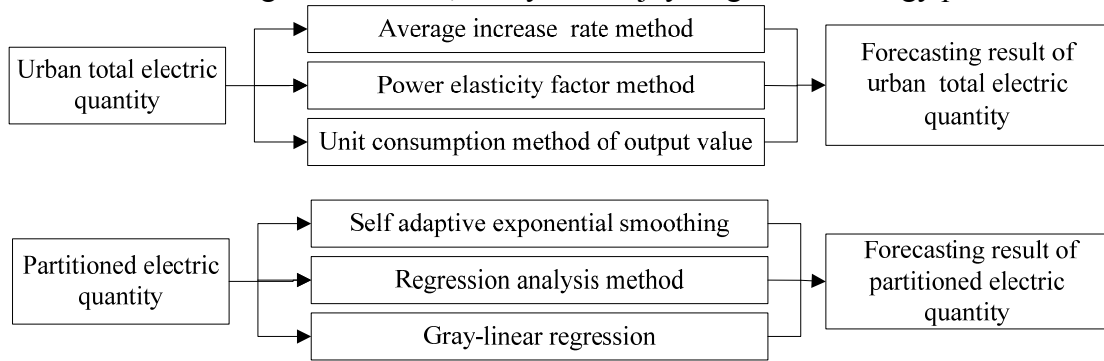 Average increase rate method
Urban total electric
quantity
Power elasticity factor method
Unit consumption method of output value
Forecasting result of
urban total electric
quantity
Self adaptive exponential smoothing
Partitioned electric
quantity
Regression analysis method
Gray-linear regression
Forecasting result of
partitioned electric
quantity